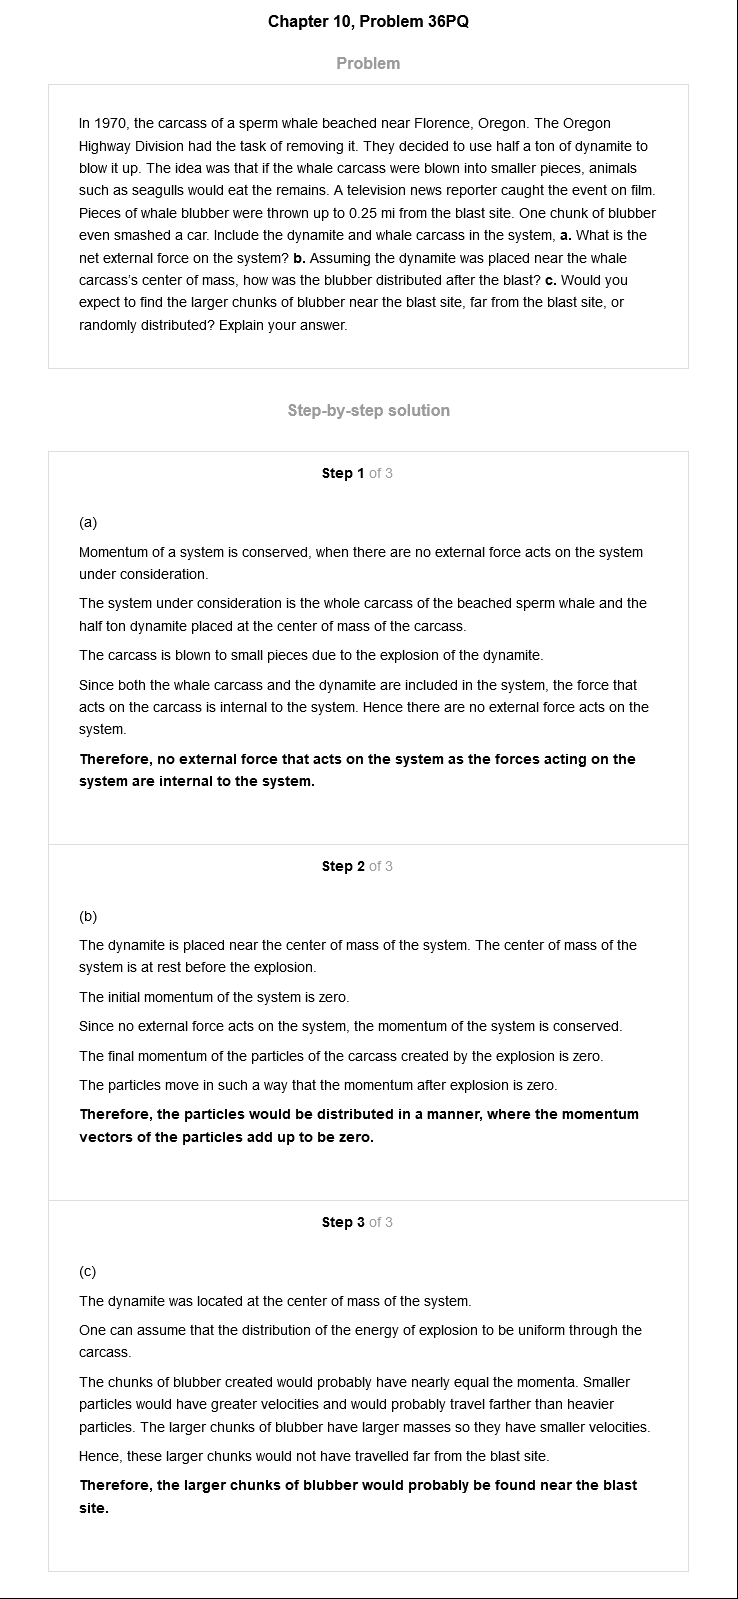 Chapter 10, Problem 36PQ
Problem
In 1970, the carcass of a sperm whale beached near Florence, Oregon. The Oregon
Highway Division had the task of removing it. They decided to use half a ton of dynamite to
blow it up. The idea was that if the whale carcass were blown into smaller pieces, animals
such as seagulls would eat the remains. A television news reporter caught the event on film.
Pieces of whale blubber were thrown up to 0.25 mi from the blast site. One chunk of blubber
even smashed a car. Include the dynamite and whale carcass in the system, a. What is the
net external force on the system? b. Assuming the dynamite was placed near the whale
carcass's center of mass, how was the blubber distributed after the blast? c. Would you
expect to find the larger chunks of blubber near the blast site, far from the blast site, or
randomly distributed? Explain your answer.
Step-by-step solution
Step 1 of 3
(a)
Momentum of a system is conserved, when there are no external force acts on the system
under consideration.
The system under consideration is the whole carcass of the beached sperm whale and the
half ton dynamite placed at the center of mass of the carcass.
The carcass is blown to small pieces due to the explosion of the dynamite.
Since both the whale carcass and the dynamite are included in the system, the force that
acts on the carcass is internal to the system. Hence there are no external force acts on the
system.
Therefore, no external force that acts on the system as the forces acting on the
system are internal to the system.
Step 2 of 3
(b)
The dynamite is placed near the center of mass of the system. The center of mass of the
system is at rest before the explosion.
The initial momentum of the system is zero.
Since no external force acts on the system, the momentum of the system is conserved.
The final momentum of the particles of the carcass created by the explosion is zero.
The particles move in such a way that the momentum after explosion is zero.
Therefore, the particles would be distributed in a manner, where the momentum
vectors of the particles add up to be zero.
Step 3 of 3
(c)
The dynamite was located at the center of mass of the system.
One can assume that the distribution of the energy of explosion to be uniform through the
carcass.
The chunks of blubber created would probably have nearly equal the momenta. Smaller
particles would have greater velocities and would probably travel farther than heavier
particles. The larger chunks of blubber have larger masses so they have smaller velocities.
Hence, these larger chunks would not have travelled far from the blast site.
Therefore, the larger chunks of blubber would probably be found near the blast
site.